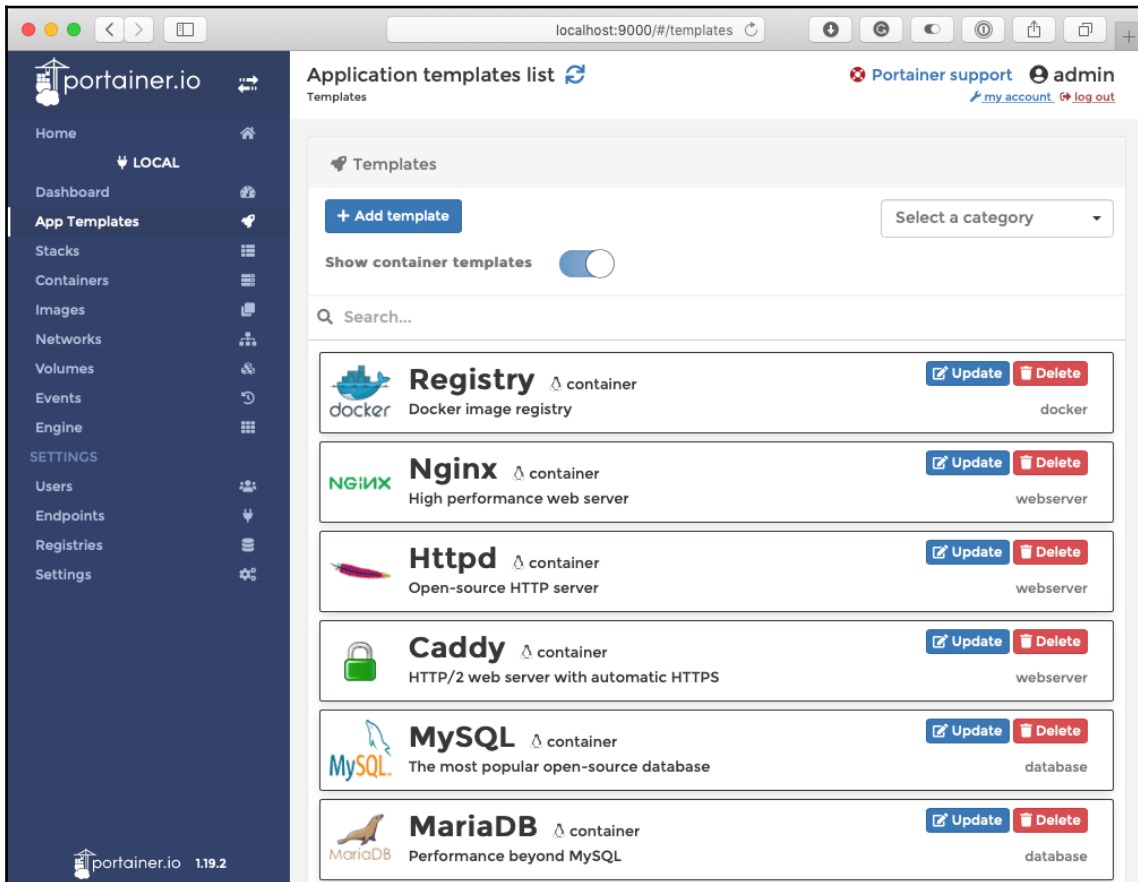 localhost:9000/#/templates
portainer.io
Application templates list
Portainer support admin
Templates
my account log out
Home
LOCAL
Dashboard
App Templates
Stacks
Containers
Images
Networks
Volumes
Events
Engine
SETTINGS
Users
Endpoints
Registries
Settings
portainer.io 1.19.2
Templates
+ Add template
Select a category
Show container templates
Search...
docker
Registry container
Docker image registry
Update Delete
docker
NGINX
Nginx container
High performance web server
Update Delete
webserver
Httpd container
Open-source HTTP server
Update Delete
webserver
Caddy container
HTTP/2 web server with automatic HTTPS
Update Delete
webserver
MySQL
MySQL container
The most popular open-source database
Update Delete
database
MariaDB
MariaDB container
Performance beyond MySQL
Update Delete
database